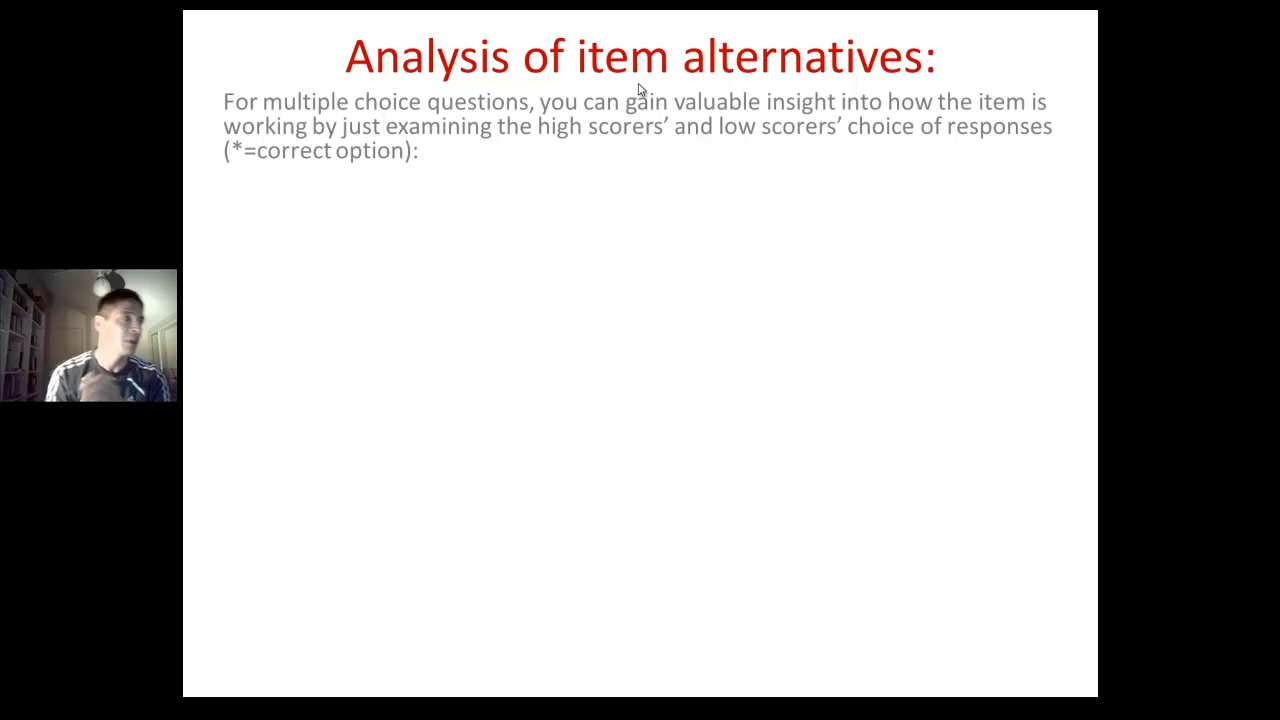 Analysis of item alternatives:
For multiple choice questions, you can gain valuable insight into how the item is
working by just examining the high scorers’ and low scorers’ choice of responses
(*=correct option):